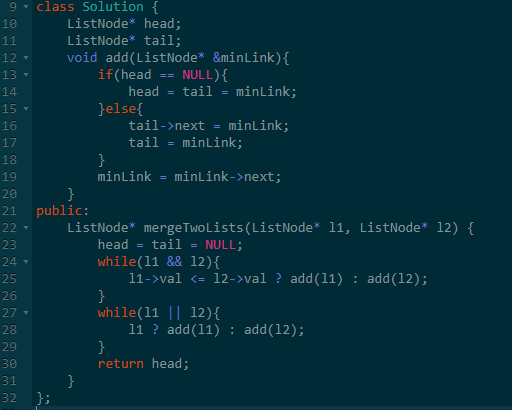 9 class Solution {
10     ListNode* head;
11     ListNode* tail;
12     void add(ListNode* &minLink){
13         if(head == NULL){
14             head = tail = minLink;
15         }else{
16             tail->next = minLink;
17             tail = minLink;
18         }
19         minLink = minLink->next;
20     }
21 public:
22     ListNode* mergeTwoLists(ListNode* l1, ListNode* l2) {
23         head = tail = NULL;
24         while(l1 && l2){
25             l1->val <= l2->val ? add(l1) : add(l2);
26         }
27         while(l1 || l2){
28             l1 ? add(l1) : add(l2);
29         }
30         return head;
31     }
32 };